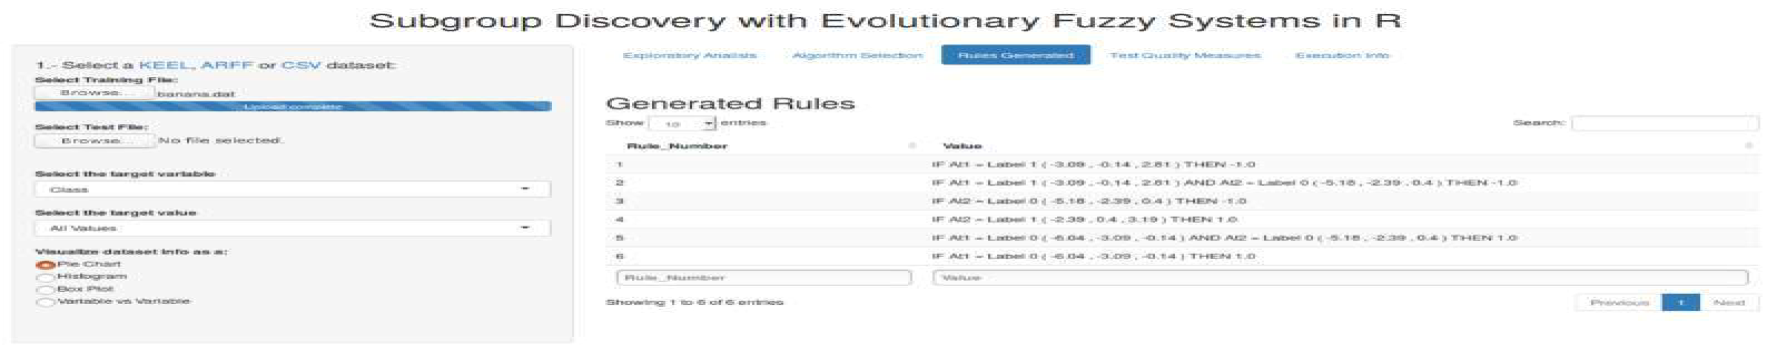 Subgroup Discovery with Evolutionary Fuzzy Systems in R
1.- Select a KEEL, ARFF or CSV dataset:
Select Training File:
Browse... banana.dat
Upload complete
Select Test File:
Browse... No file selected.
Select the target variable
Class
Select the target value
All Values
Visualize dataset info as a:
Pie Chart
Histogram
Box Plot
Variable vs Variable
Exploratory Analisis Algorithm Selection Rules Generated Test Quality Measures Execution Info
Generated Rules
Show 10 entries Search:
Rule_Number Value
1 IF At1 = Label 1 ( -3.09 , -0.14 , 2.81 ) THEN -1.0
2 IF At1 = Label 1 ( -3.09 , -0.14 , 2.81 ) AND At2 = Label 0 ( -5.18 , -2.39 , 0.4 ) THEN -1.0
3 IF At2 = Label 0 ( -5.18 , -2.39 , 0.4 ) THEN -1.0
4 IF At2 = Label 1 ( -2.39 , 0.4 , 3.19 ) THEN 1.0
5 IF At1 = Label 0 ( -6.04 , -3.09 , -0.14 ) AND At2 = Label 0 ( -5.18 , -2.39 , 0.4 ) THEN 1.0
6 IF At1 = Label 0 ( -6.04 , -3.09 , -0.14 ) THEN 1.0
Rule_Number Value
Showing 1 to 6 of 6 entries Previous 1 Next